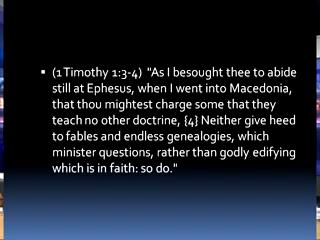 (1 Timothy 1:3-4)  "As I besought thee to abide
still at Ephesus, when I went into Macedonia,
that thou mightest charge some that they
teach no other doctrine, {4} Neither give heed
to fables and endless genealogies, which
minister questions, rather than godly edifying
which is in faith: so do."